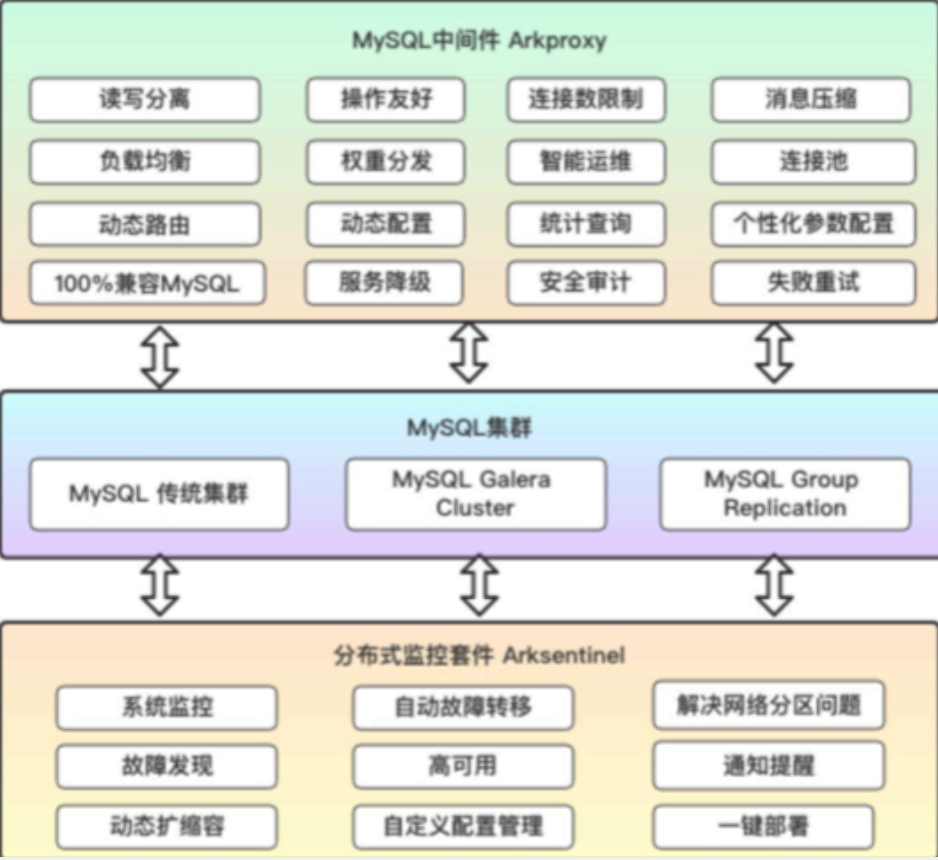 MySQL中间件 Arkproxy
读写分离
操作友好
连接数限制
消息压缩
负载均衡
权重分发
智能运维
连接池
动态路由
动态配置
统计查询
个性化参数配置
100%兼容MySQL
服务降级
安全审计
失败重试
MySQL集群
MySQL 传统集群
MySQL Galera
Cluster
MySQL Group
Replication
分布式监控套件 Arksentinel
系统监控
自动故障转移
解决网络分区问题
故障发现
高可用
通知提醒
动态扩缩容
自定义配置管理
一键部署